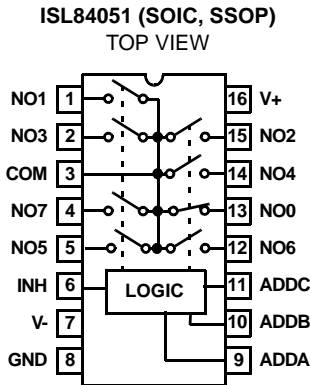 ISL84051 (SOIC, SSOP)
TOP VIEW
NO1 1 16 V+
NO3 2 15 NO2
COM 3 14 NO4
NO7 4 13 NO0
NO5 5 12 NO6
INH 6 LOGIC 11 ADDC
V- 7 10 ADDB
GND 8 9 ADDA